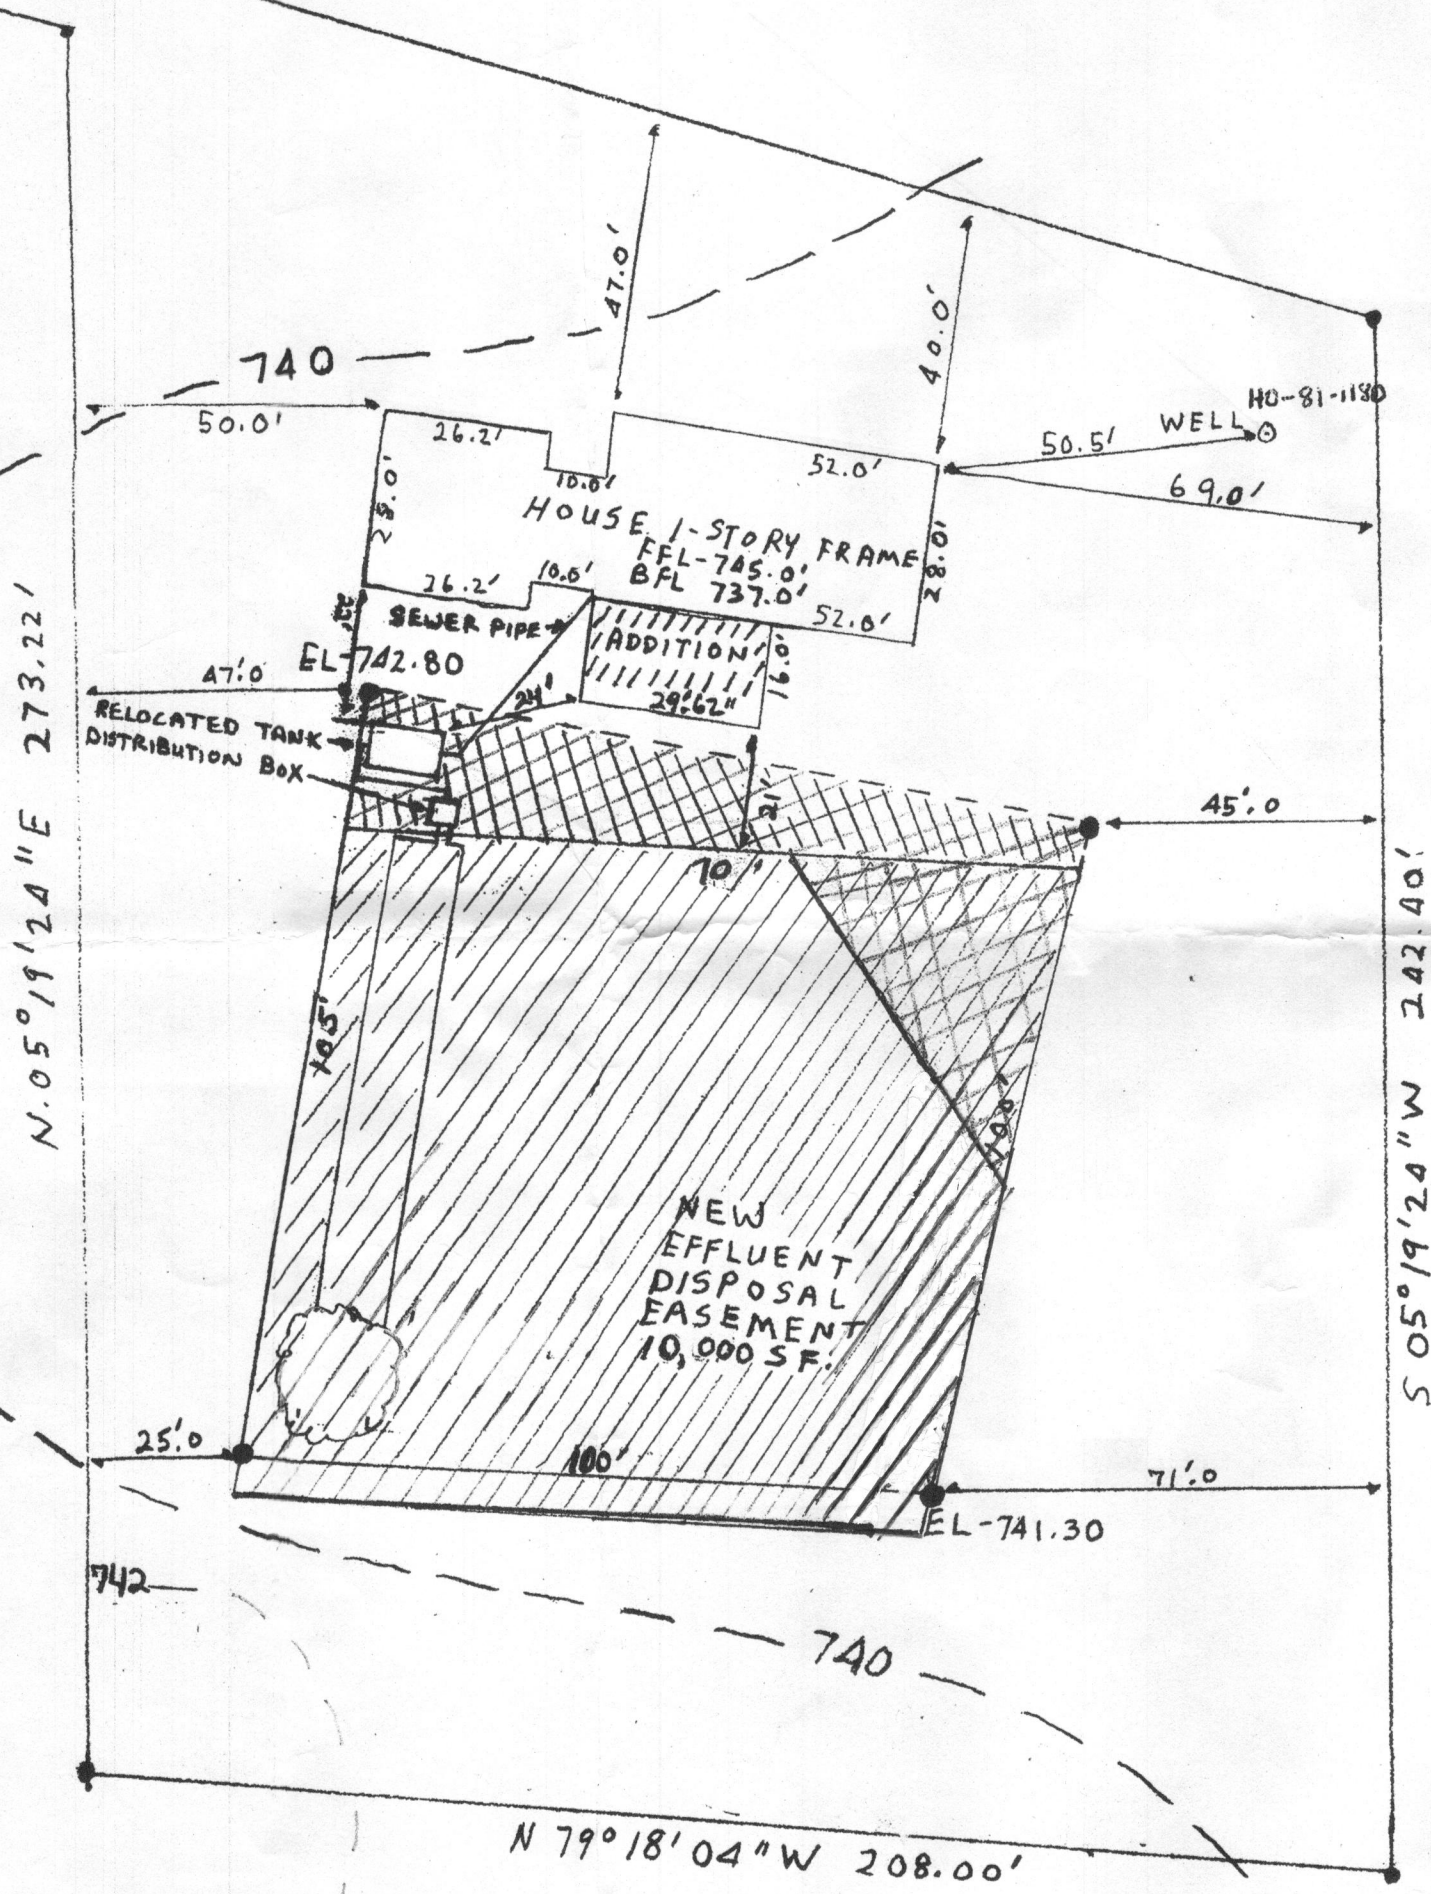 47.0'
40.0'
740
50.0'
26.2'
52.0'
HO-81-1180
WELL
50.5'
69.0'
28.0'
10.0'
HOUSE 1-STORY FRAME
FFL-745.0'
BFL 737.0'
28.0'
26.2'
10.0'
52.0'
SEWER PIPE
ADDITION
16.0'
29'.62"
24'
EL-742.80
47'.0
RELOCATED TANK
DISTRIBUTION BOX
21'
45'.0
70'
105'
N.05°19'24"E 273.22'
S 05°19'24"W 242.40'
NEW
EFFLUENT
DISPOSAL
EASEMENT
10,000 SF.
25'.0
100'
71'.0
EL-741.30
742
740
N 79°18'04"W 208.00'